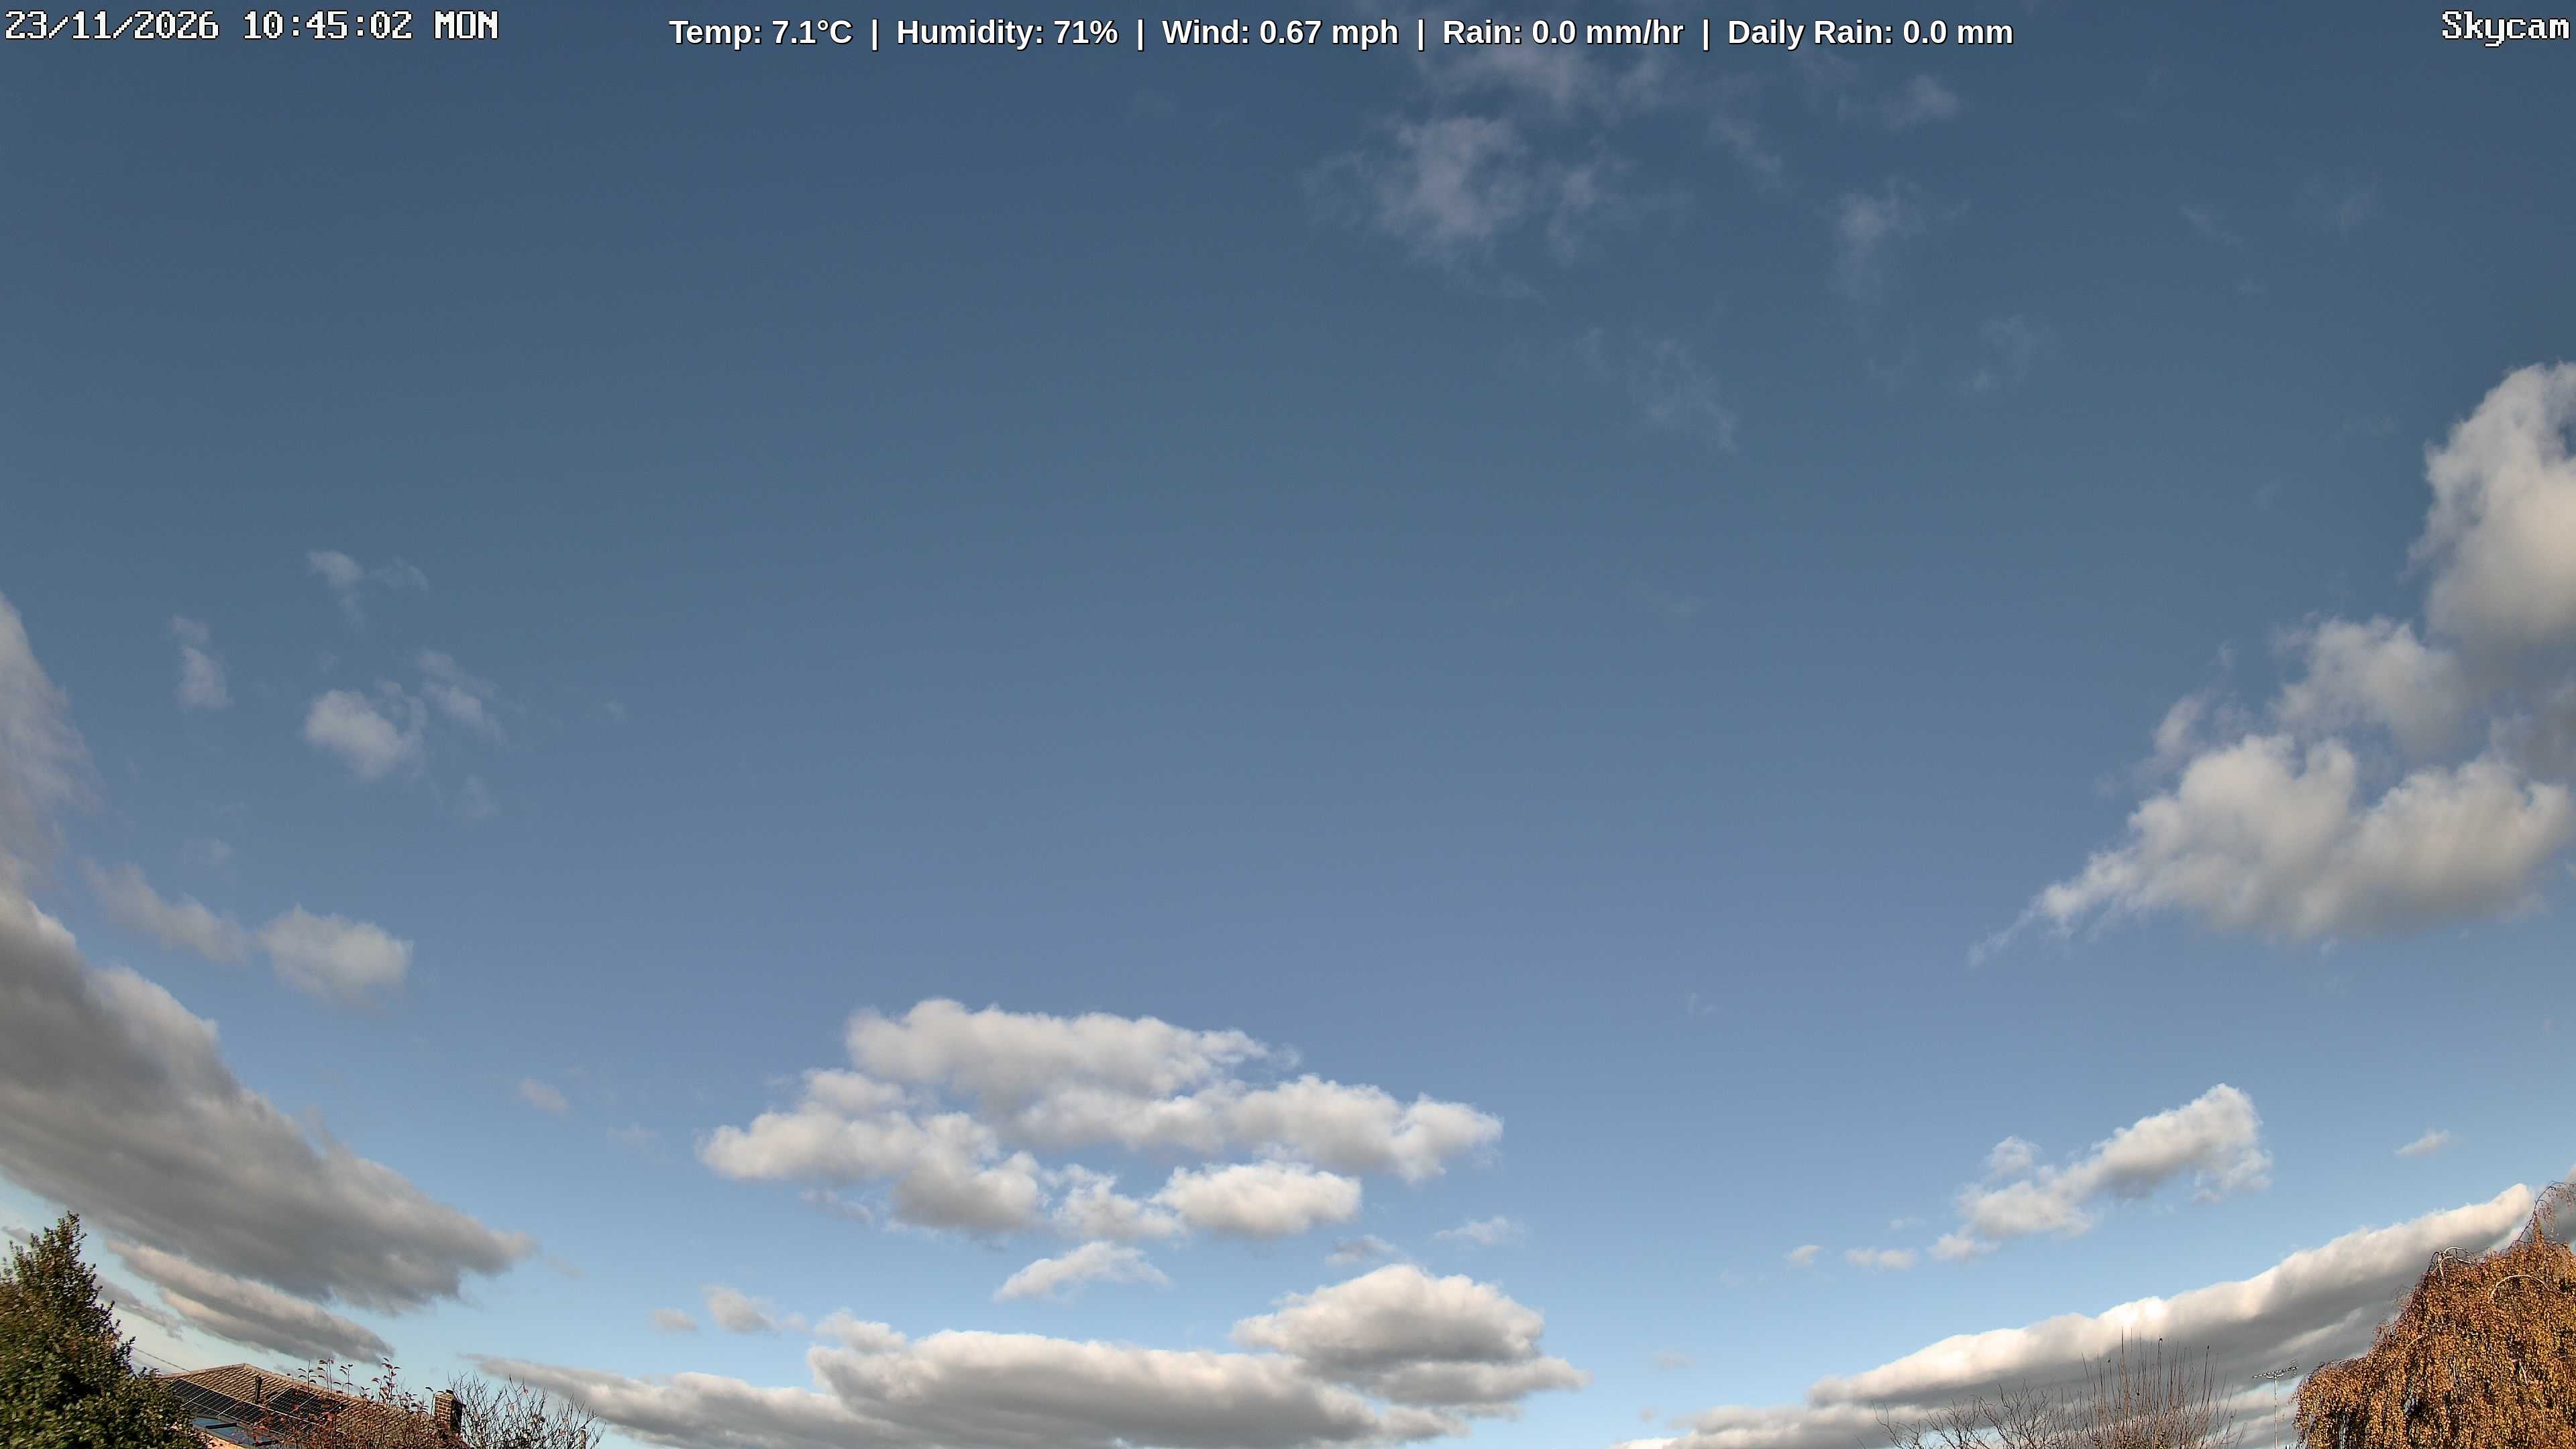 23/11/2026 10:45:02 MON
Temp: 7.1°C | Humidity: 71% | Wind: 0.67 mph | Rain: 0.0 mm/hr | Daily Rain: 0.0 mm
Skycam